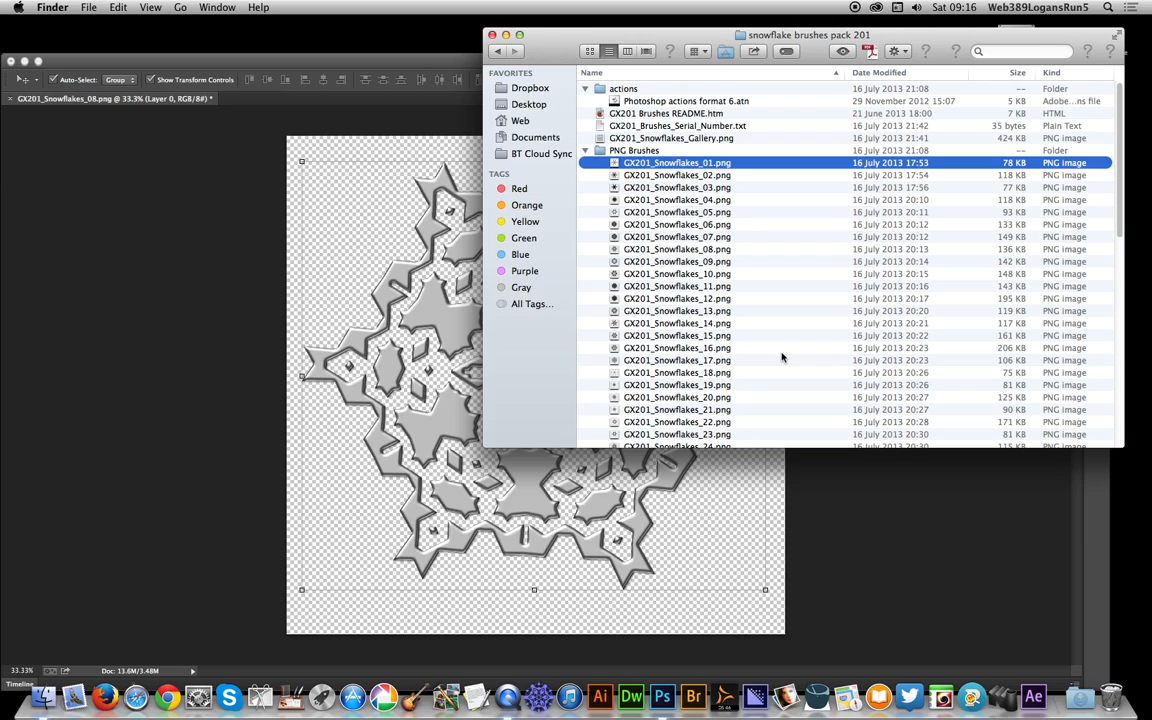 Finder File Edit View Go Window Help Sat 09:16 Web389LogansRun5
snowflake brushes pack 201
Auto-Select: Group Show Transform Controls
GX201_Snowflakes_08.png @ 33.3% (Layer 0, RGB/8#) *
FAVORITES
Dropbox
Desktop
Web
Documents
BT Cloud Sync
TAGS
Red
Orange
Yellow
Green
Blue
Purple
Gray
All Tags...
Name Date Modified Size Kind
actions 16 July 2013 21:08 -- Folder
Photoshop actions format 6.atn 29 November 2012 15:07 5 KB Adobe...ns file
GX201 Brushes README.htm 21 June 2013 18:00 7 KB HTML
GX201_Brushes_Serial_Number.txt 16 July 2013 21:42 35 bytes Plain Text
GX201_Snowflakes_Gallery.png 16 July 2013 21:41 424 KB PNG image
PNG Brushes 16 July 2013 21:08 -- Folder
GX201_Snowflakes_01.png 16 July 2013 17:53 78 KB PNG image
GX201_Snowflakes_02.png 16 July 2013 17:54 118 KB PNG image
GX201_Snowflakes_03.png 16 July 2013 17:56 77 KB PNG image
GX201_Snowflakes_04.png 16 July 2013 20:10 118 KB PNG image
GX201_Snowflakes_05.png 16 July 2013 20:11 93 KB PNG image
GX201_Snowflakes_06.png 16 July 2013 20:12 133 KB PNG image
GX201_Snowflakes_07.png 16 July 2013 20:12 149 KB PNG image
GX201_Snowflakes_08.png 16 July 2013 20:13 136 KB PNG image
GX201_Snowflakes_09.png 16 July 2013 20:14 142 KB PNG image
GX201_Snowflakes_10.png 16 July 2013 20:15 148 KB PNG image
GX201_Snowflakes_11.png 16 July 2013 20:16 143 KB PNG image
GX201_Snowflakes_12.png 16 July 2013 20:17 195 KB PNG image
GX201_Snowflakes_13.png 16 July 2013 20:20 119 KB PNG image
GX201_Snowflakes_14.png 16 July 2013 20:21 117 KB PNG image
GX201_Snowflakes_15.png 16 July 2013 20:22 161 KB PNG image
GX201_Snowflakes_16.png 16 July 2013 20:23 206 KB PNG image
GX201_Snowflakes_17.png 16 July 2013 20:23 106 KB PNG image
GX201_Snowflakes_18.png 16 July 2013 20:26 75 KB PNG image
GX201_Snowflakes_19.png 16 July 2013 20:26 81 KB PNG image
GX201_Snowflakes_20.png 16 July 2013 20:27 125 KB PNG image
GX201_Snowflakes_21.png 16 July 2013 20:27 90 KB PNG image
GX201_Snowflakes_22.png 16 July 2013 20:28 171 KB PNG image
GX201_Snowflakes_23.png 16 July 2013 20:30 81 KB PNG image
GX201_Snowflakes_24.png 16 July 2013 20:30 115 KB PNG image
33.33% Doc: 13.6M/3.48M
Timeline
Ai Dw Ps Br Ae